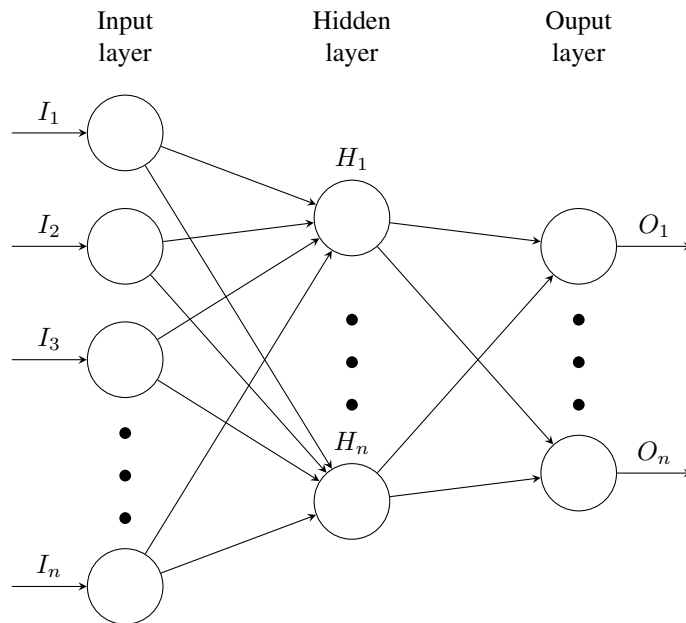 Input
layer
Hidden
layer
Ouput
layer
I₁
I₂
I₃
Iₙ
H₁
Hₙ
O₁
Oₙ